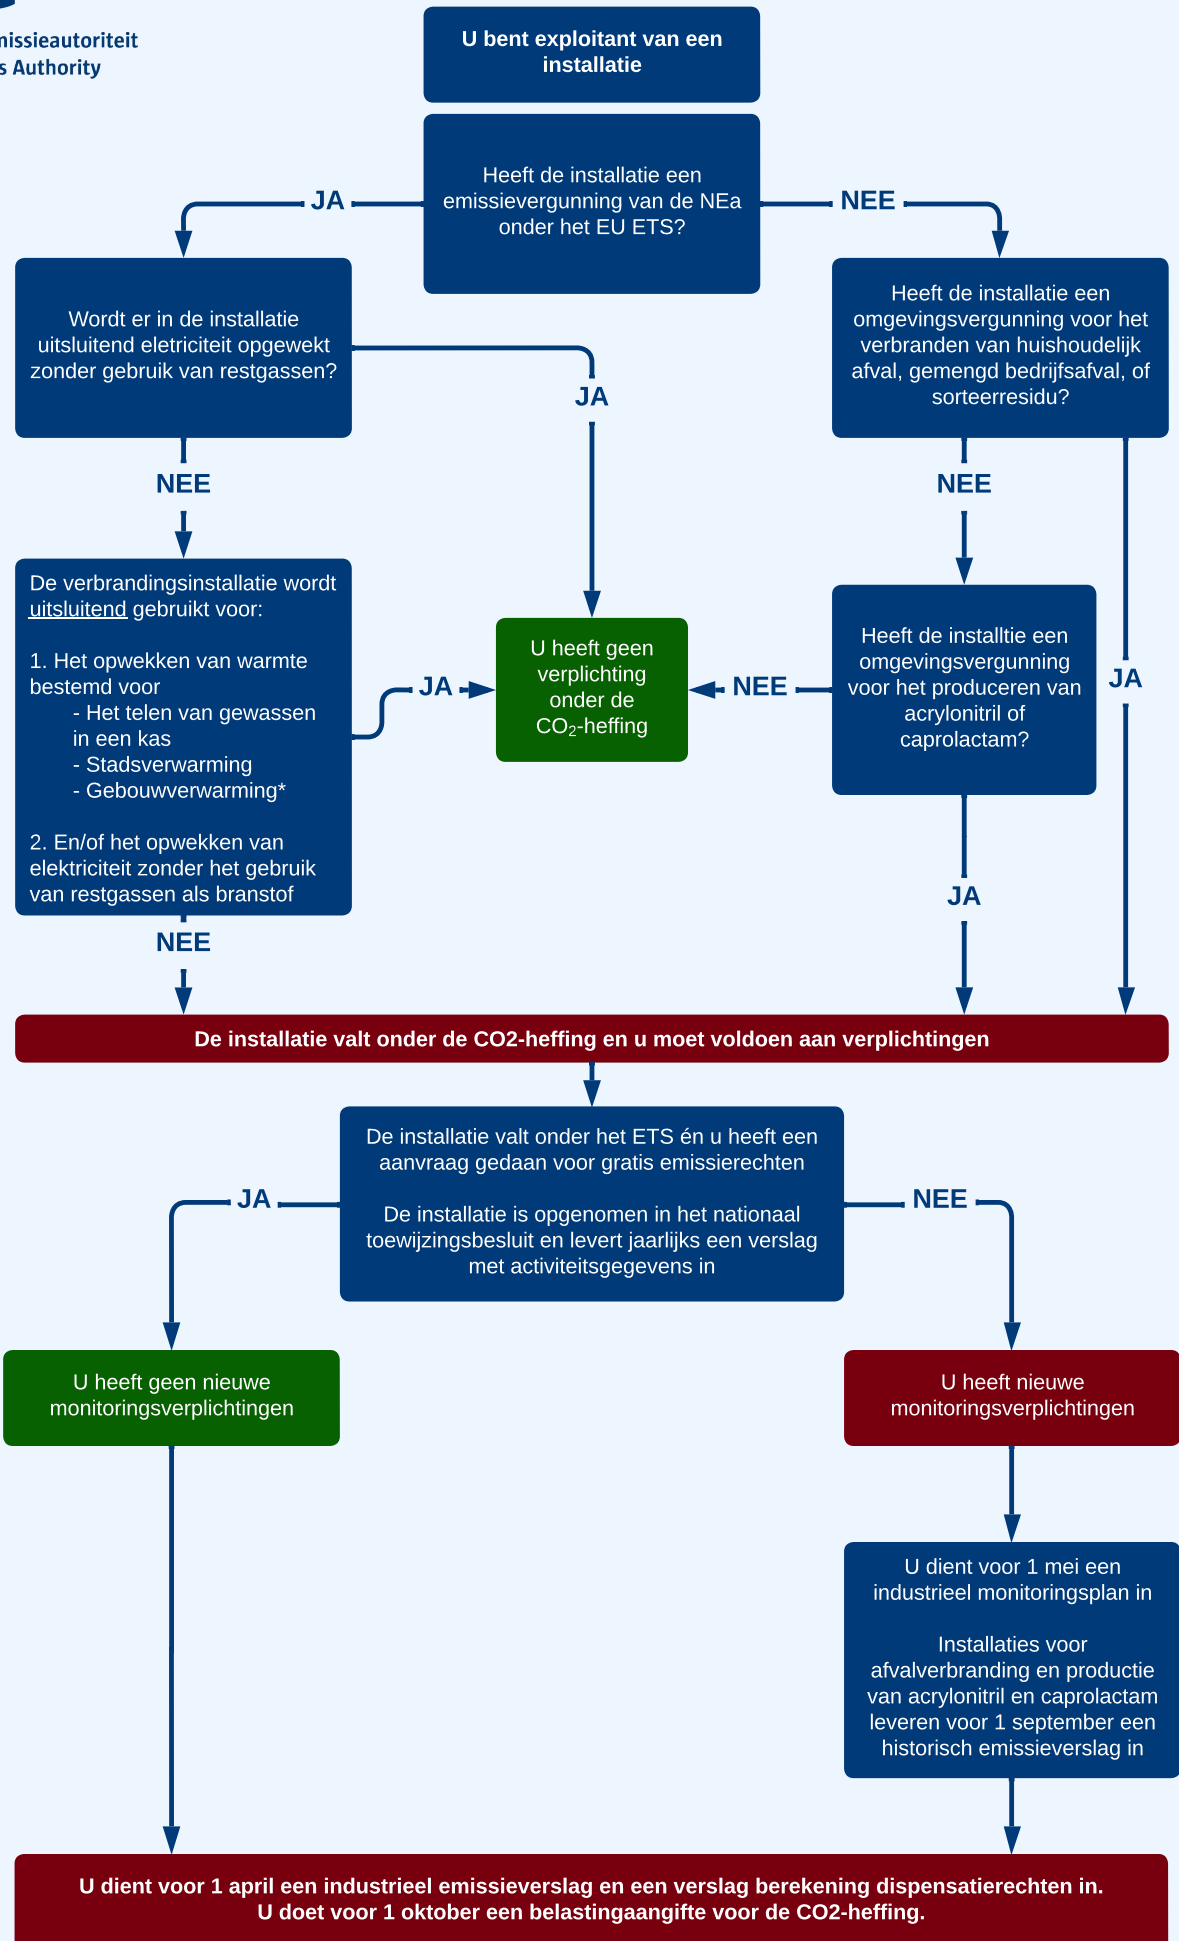 missieautoriteit
s Authority
U bent exploitant van een
installatie
Heeft de installatie een
emissievergunning van de NEa
onder het EU ETS?
JA
NEE
Wordt er in de installatie
uitsluitend eletriciteit opgewekt
zonder gebruik van restgassen?
Heeft de installatie een
omgevingsvergunning voor het
verbranden van huishoudelijk
afval, gemengd bedrijfsafval, of
sorteerresidu?
JA
NEE
NEE
De verbrandingsinstallatie wordt
uitsluitend gebruikt voor:
1. Het opwekken van warmte
bestemd voor
- Het telen van gewassen
in een kas
- Stadsverwarming
- Gebouwverwarming*
2. En/of het opwekken van
elektriciteit zonder het gebruik
van restgassen als branstof
JA
U heeft geen
verplichting
onder de
CO2-heffing
NEE
Heeft de installtie een
omgevingsvergunning
voor het produceren van
acrylonitril of
caprolactam?
JA
JA
NEE
De installatie valt onder de CO2-heffing en u moet voldoen aan verplichtingen
De installatie valt onder het ETS én u heeft een
aanvraag gedaan voor gratis emissierechten
De installatie is opgenomen in het nationaal
toewijzingsbesluit en levert jaarlijks een verslag
met activiteitsgegevens in
JA
NEE
U heeft geen nieuwe
monitoringsverplichtingen
U heeft nieuwe
monitoringsverplichtingen
U dient voor 1 mei een
industrieel monitoringsplan in
Installaties voor
afvalverbranding en productie
van acrylonitril en caprolactam
leveren voor 1 september een
historisch emissieverslag in
U dient voor 1 april een industrieel emissieverslag en een verslag berekening dispensatierechten in.
U doet voor 1 oktober een belastingaangifte voor de CO2-heffing.